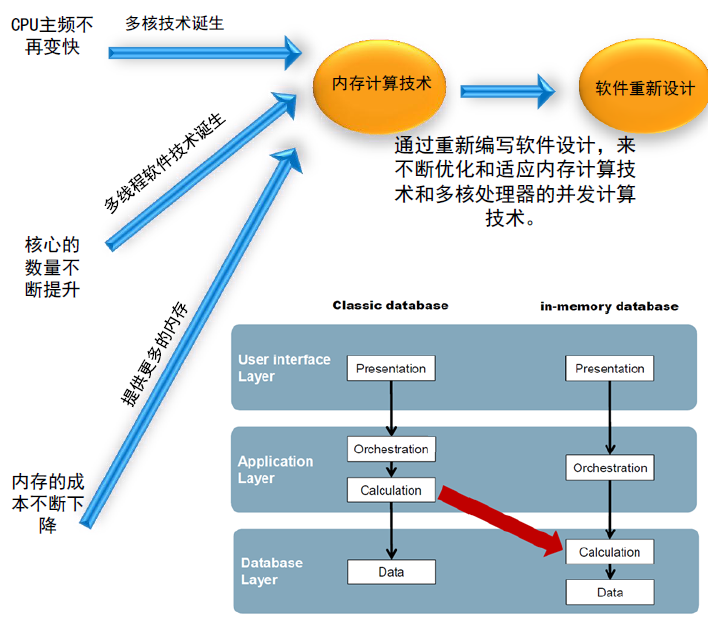 CPU主频不
再变快
多核技术诞生
内存计算技术
软件重新设计
多线程软件技术诞生
通过重新编写软件设计，来
不断优化和适应内存计算技
术和多核处理器的并发计算
技术。
核心的
数量不
断提升
提供更多的内存
内存的成
本不断下
降
Classic database
in-memory database
User interface
Layer
Presentation
Presentation
Application
Layer
Orchestration
Calculation
Orchestration
Database
Layer
Data
Calculation
Data